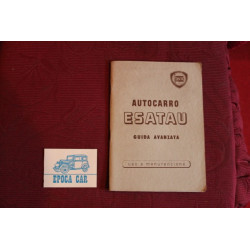 AUTOCARRO
ESATAU
GUIDA AVANZATA
USO E MANUTENZIONE
EPOCA CAR